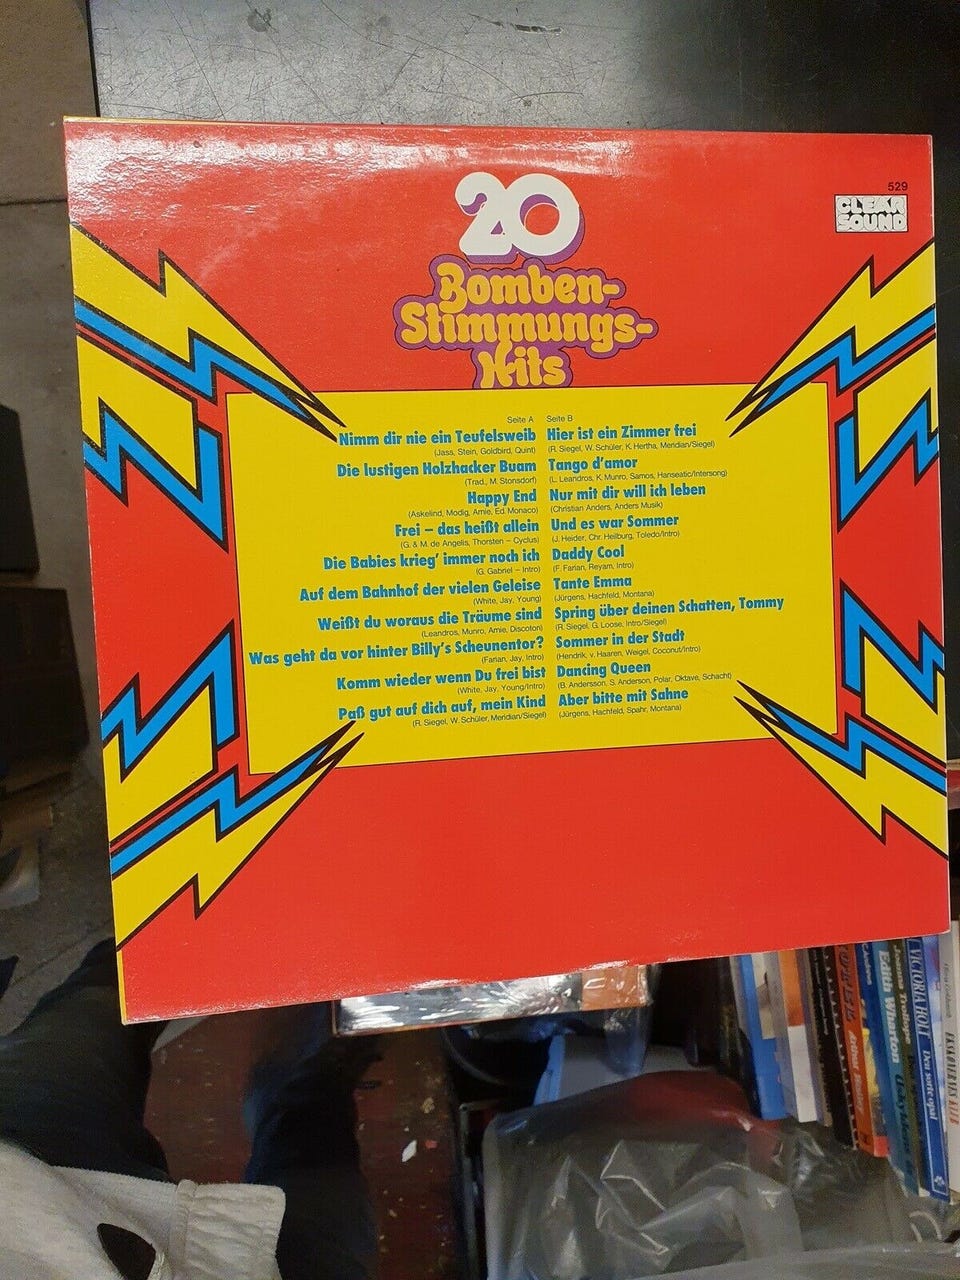 529
CLEAR
SOUND
20
Bomben-
Stimmungs-
Hits
Seite A
Nimm dir nie ein Teufelsweib
(Jass, Stein, Goldbird, Quint)
Die lustigen Holzhacker Buam
(Trad., M. Stonsdorf)
Happy End
(Askelind, Modig, Arnie, Ed. Monaco)
Frei – das heißt allein
(G. & M. de Angelis, Thorsten – Cyclus)
Die Babies krieg' immer noch ich
(G. Gabriel – Intro)
Auf dem Bahnhof der vielen Geleise
(White, Jay, Young)
Weißt du woraus die Träume sind
(Leandros, Munro, Arnie, Discoton)
Was geht da vor hinter Billy's Scheunentor?
(Farian, Jay, Intro)
Komm wieder wenn Du frei bist
(White, Jay, Young/Intro)
Paß gut auf dich auf, mein Kind
(R. Siegel, W. Schüler, Meridian/Siegel)
Seite B
Hier ist ein Zimmer frei
(R. Siegel, W. Schüler, K. Hertha, Meridian/Siegel)
Tango d'amor
(L. Leandros, K. Munro, Samos, Hanseatic/Intersong)
Nur mit dir will ich leben
(Christian Anders, Anders Musik)
Und es war Sommer
(J. Heider, Chr. Heilburg, Toledo/Intro)
Daddy Cool
(F. Farian, Reyam, Intro)
Tante Emma
(Jürgens, Hachfeld, Montana)
Spring über deinen Schatten, Tommy
(R. Siegel, G. Loose, Intro/Siegel)
Sommer in der Stadt
(Hendrik, v. Haaren, Weigel, Coconut/Intro)
Dancing Queen
(B. Andersson, S. Anderson, Polar, Oktave, Schacht)
Aber bitte mit Sahne
(Jürgens, Hachfeld, Spahr, Montana)
Edith Wharton
Joanna Trollope
VICTORIA HOLT
Den sorte opal